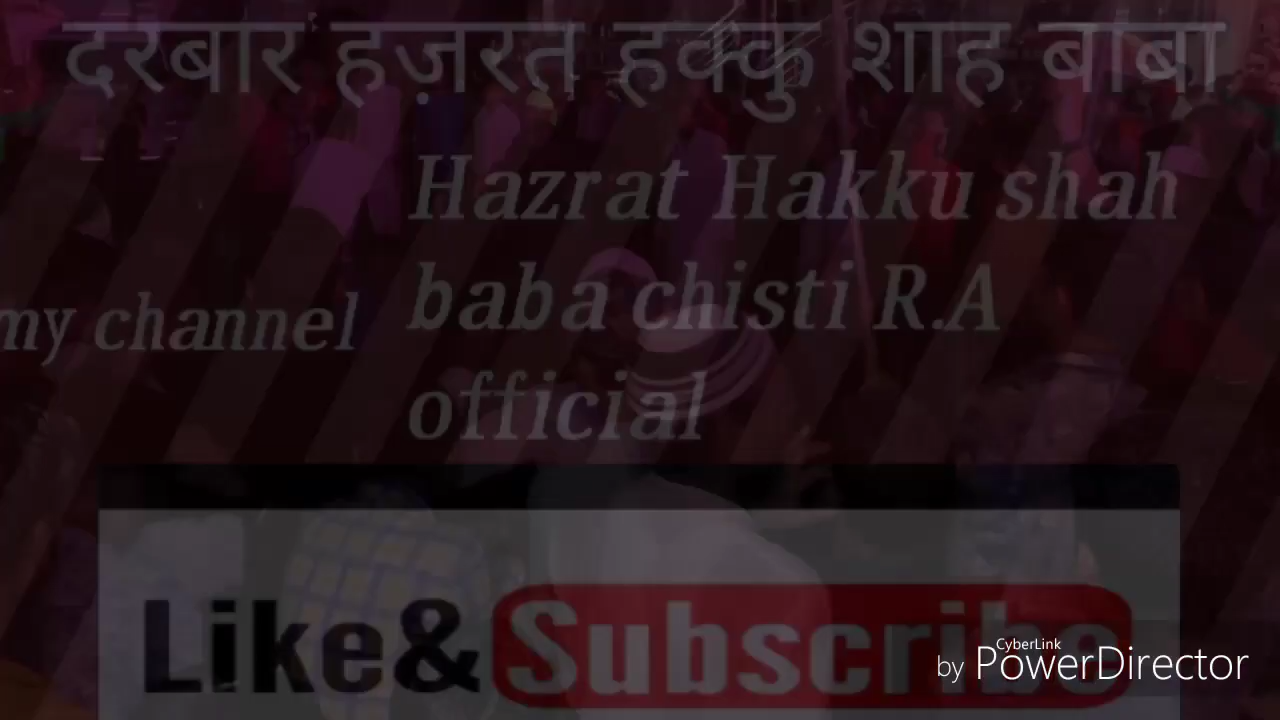 दरबार हज़रत हक्कु शाह बाबा
Hazrat Hakku shah
baba chisti R.A
official
my channel
Like& Subscribe
CyberLink
by PowerDirector